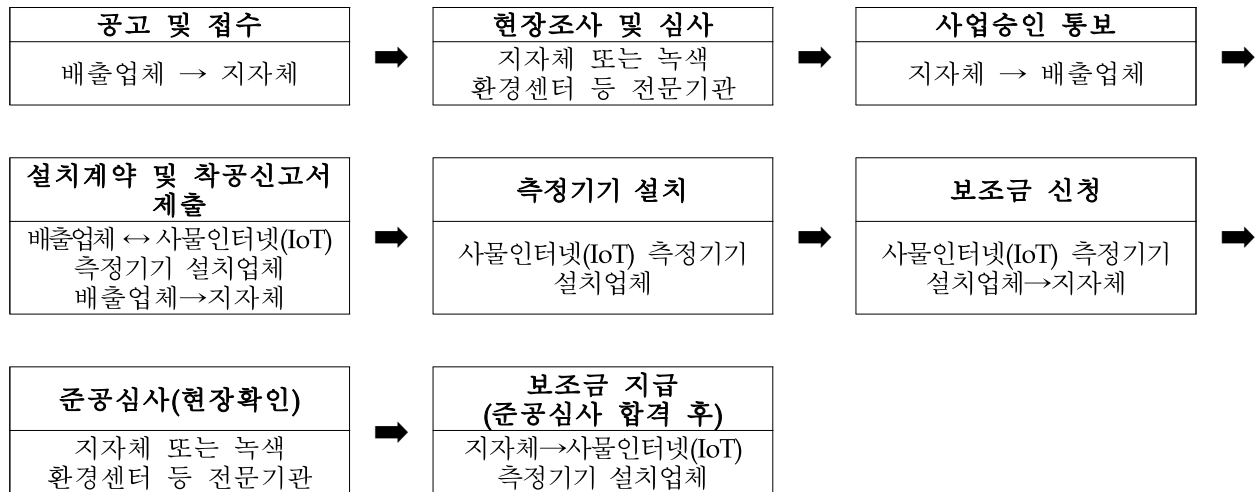 공고 및 접수
배출업체 → 지자체
현장조사 및 심사
지자체 또는 녹색
환경센터 등 전문기관
사업승인 통보
지자체 → 배출업체
설치계약 및 착공신고서
제출
배출업체 ↔ 사물인터넷(IoT)
측정기기 설치업체
배출업체→지자체
측정기기 설치
사물인터넷(IoT) 측정기기
설치업체
보조금 신청
사물인터넷(IoT) 측정기기
설치업체→지자체
준공심사(현장확인)
지자체 또는 녹색
환경센터 등 전문기관
보조금 지급
(준공심사 합격 후)
지자체→사물인터넷(IoT)
측정기기 설치업체